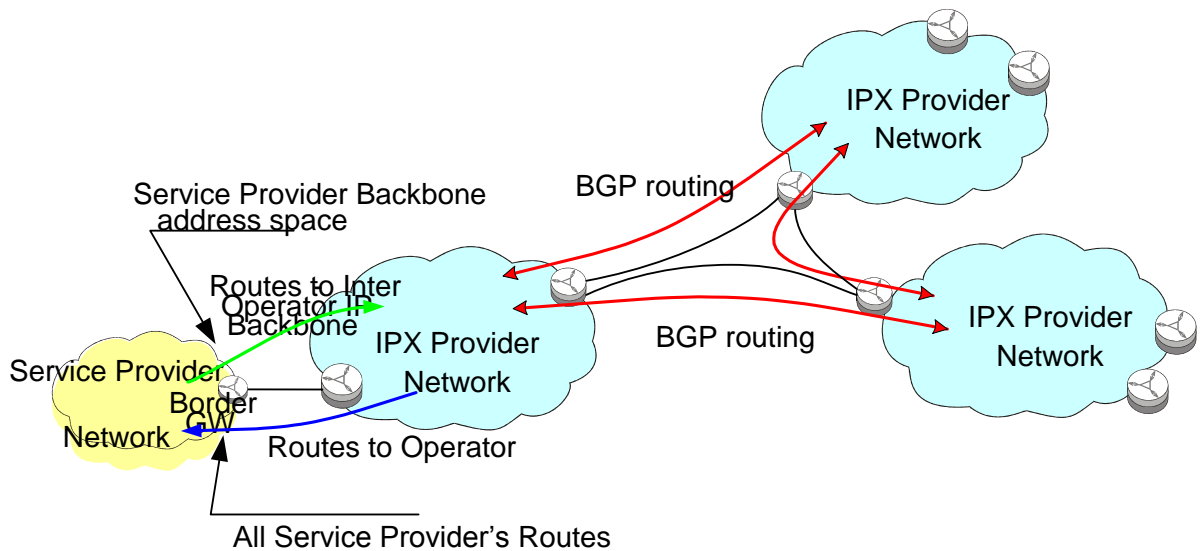 IPX Provider
Network
BGP routing
Service Provider Backbone
address space
Routes to Inter
Operator IP
Backbone
IPX Provider
Network
BGP routing
IPX Provider
Network
Service Provider
Network
Border
GW
Routes to Operator
All Service Provider’s Routes